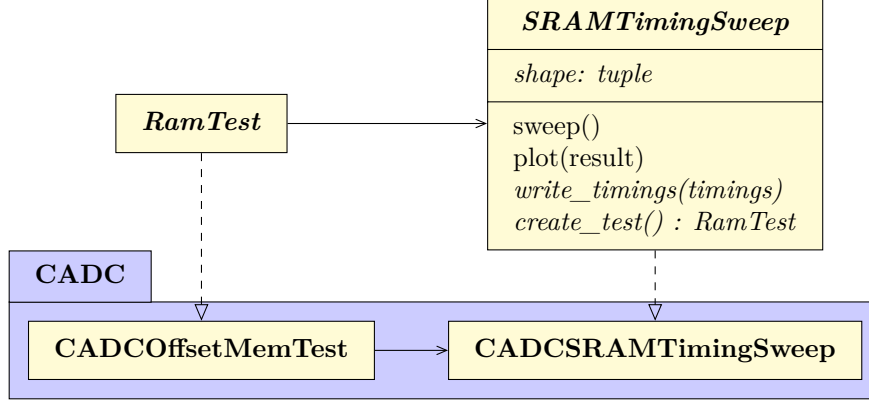 SRAMTimingSweep
shape: tuple
RamTest
sweep()
plot(result)
write_timings(timings)
create_test() : RamTest
CADC
CADCOffsetMemTest
CADCSRAMTimingSweep